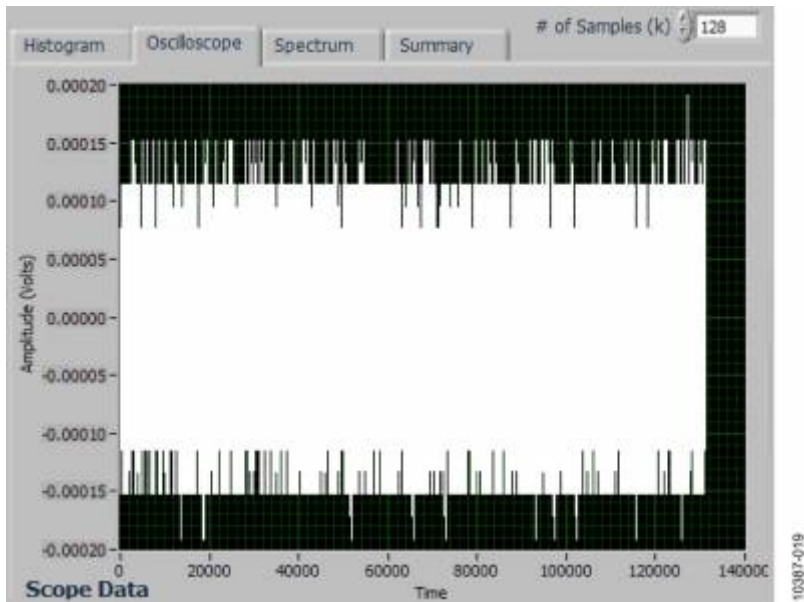 # of Samples (k) 128
Histogram Oscilloscope Spectrum Summary
0.00020
0.00015
0.00010
0.00005
0.00000
-0.00005
-0.00010
-0.00015
-0.00020
Amplitude (Volts)
0 20000 40000 60000 80000 100000 120000 140000
Scope Data Time
10387-019